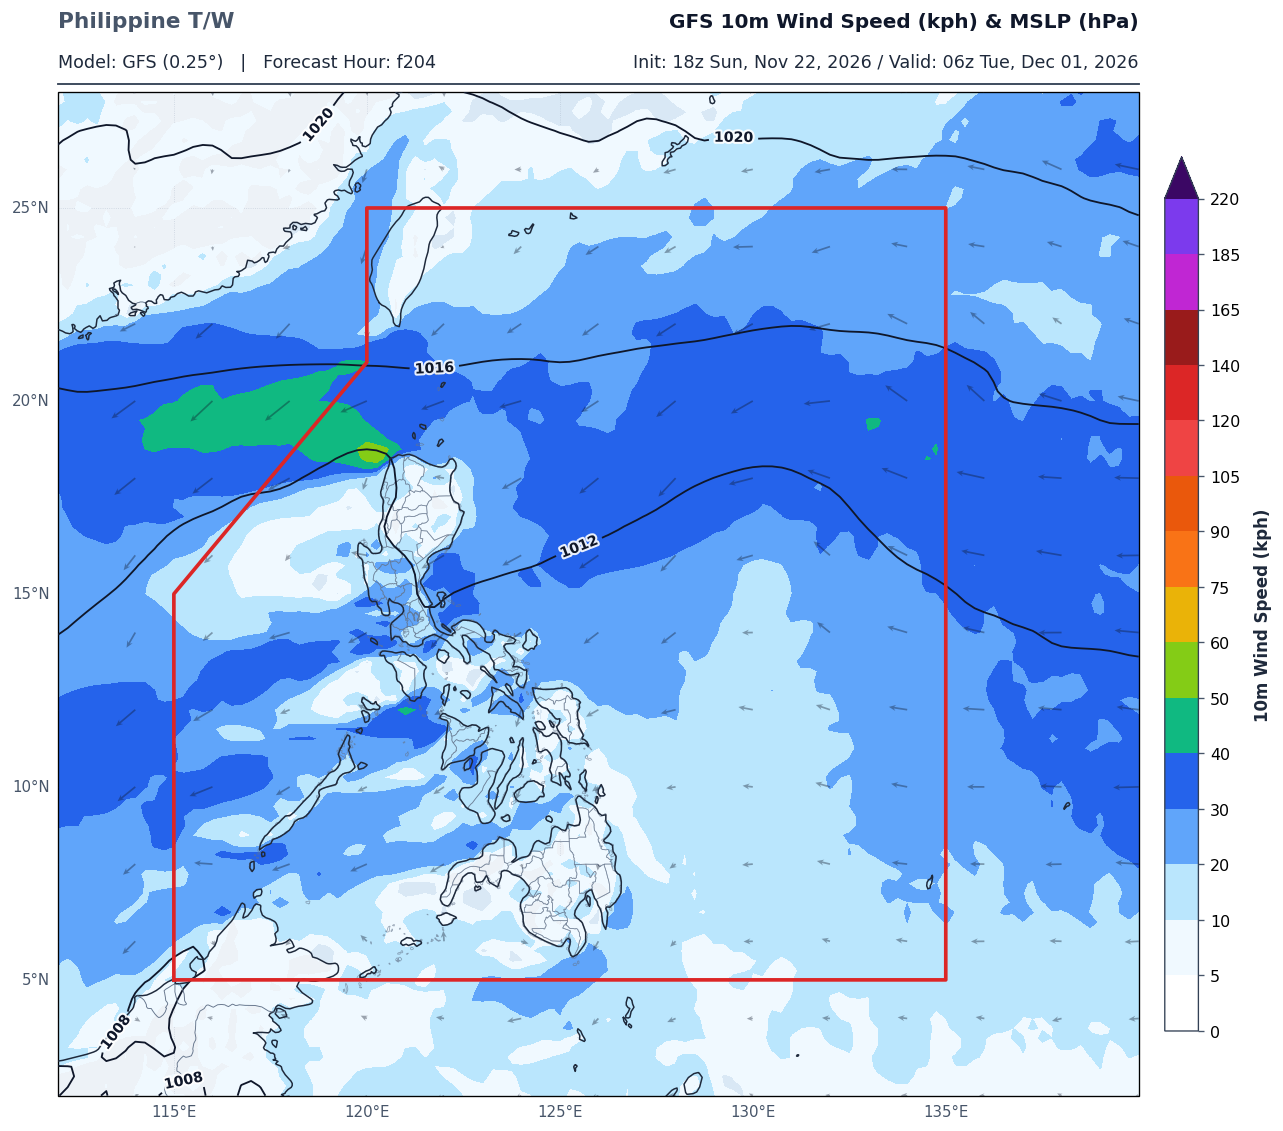 Philippine T/W
GFS 10m Wind Speed (kph) & MSLP (hPa)
Model: GFS (0.25°)   |   Forecast Hour: f204
Init: 18z Sun, Nov 22, 2026 / Valid: 06z Tue, Dec 01, 2026
1020
1020
1016
1012
1008
1008
25°N
20°N
15°N
10°N
5°N
115°E
120°E
125°E
130°E
135°E
220
185
165
140
120
105
90
75
60
50
40
30
20
10
5
0
10m Wind Speed (kph)